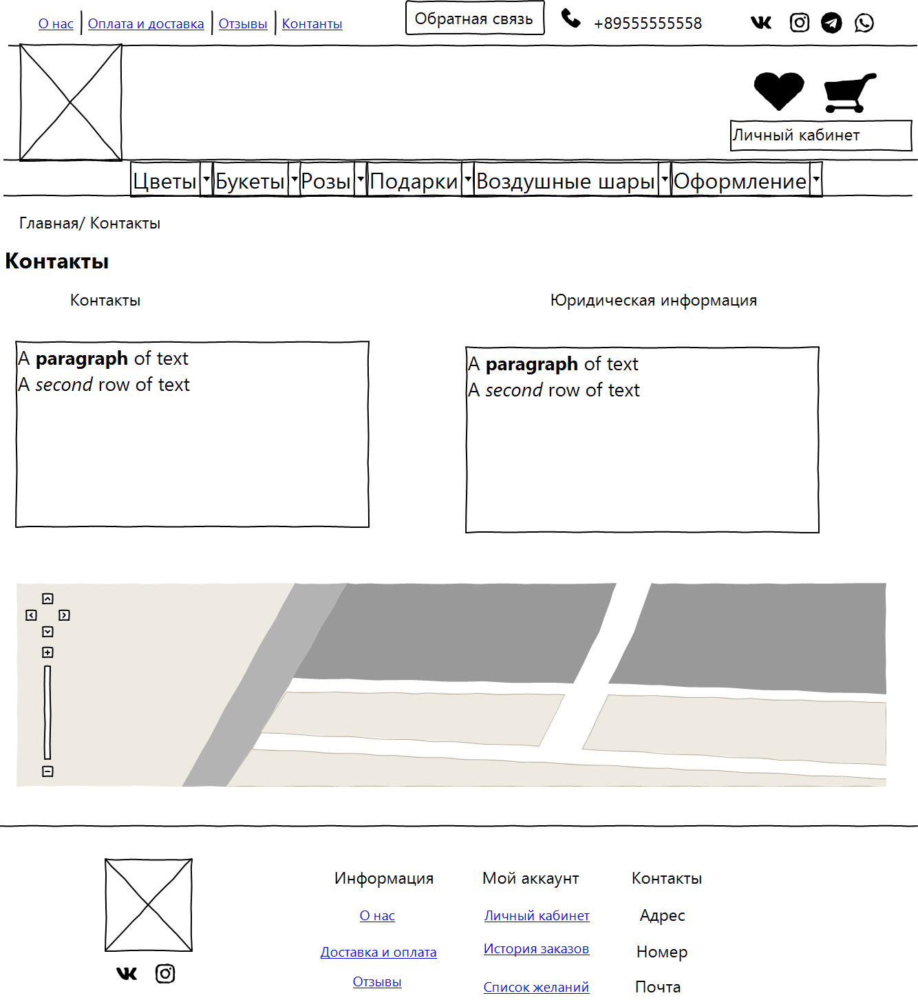 О нас Оплата и доставка Отзывы Контанты Обратная связь +89555555558
Личный кабинет
Цветы Букеты Розы Подарки Воздушные шары Оформление
Главная/ Контакты
Контакты
Контакты Юридическая информация
A paragraph of text
A second row of text
A paragraph of text
A second row of text
Информация Мой аккаунт Контакты
О нас Личный кабинет Адрес
Доставка и оплата История заказов Номер
Отзывы Список желаний Почта